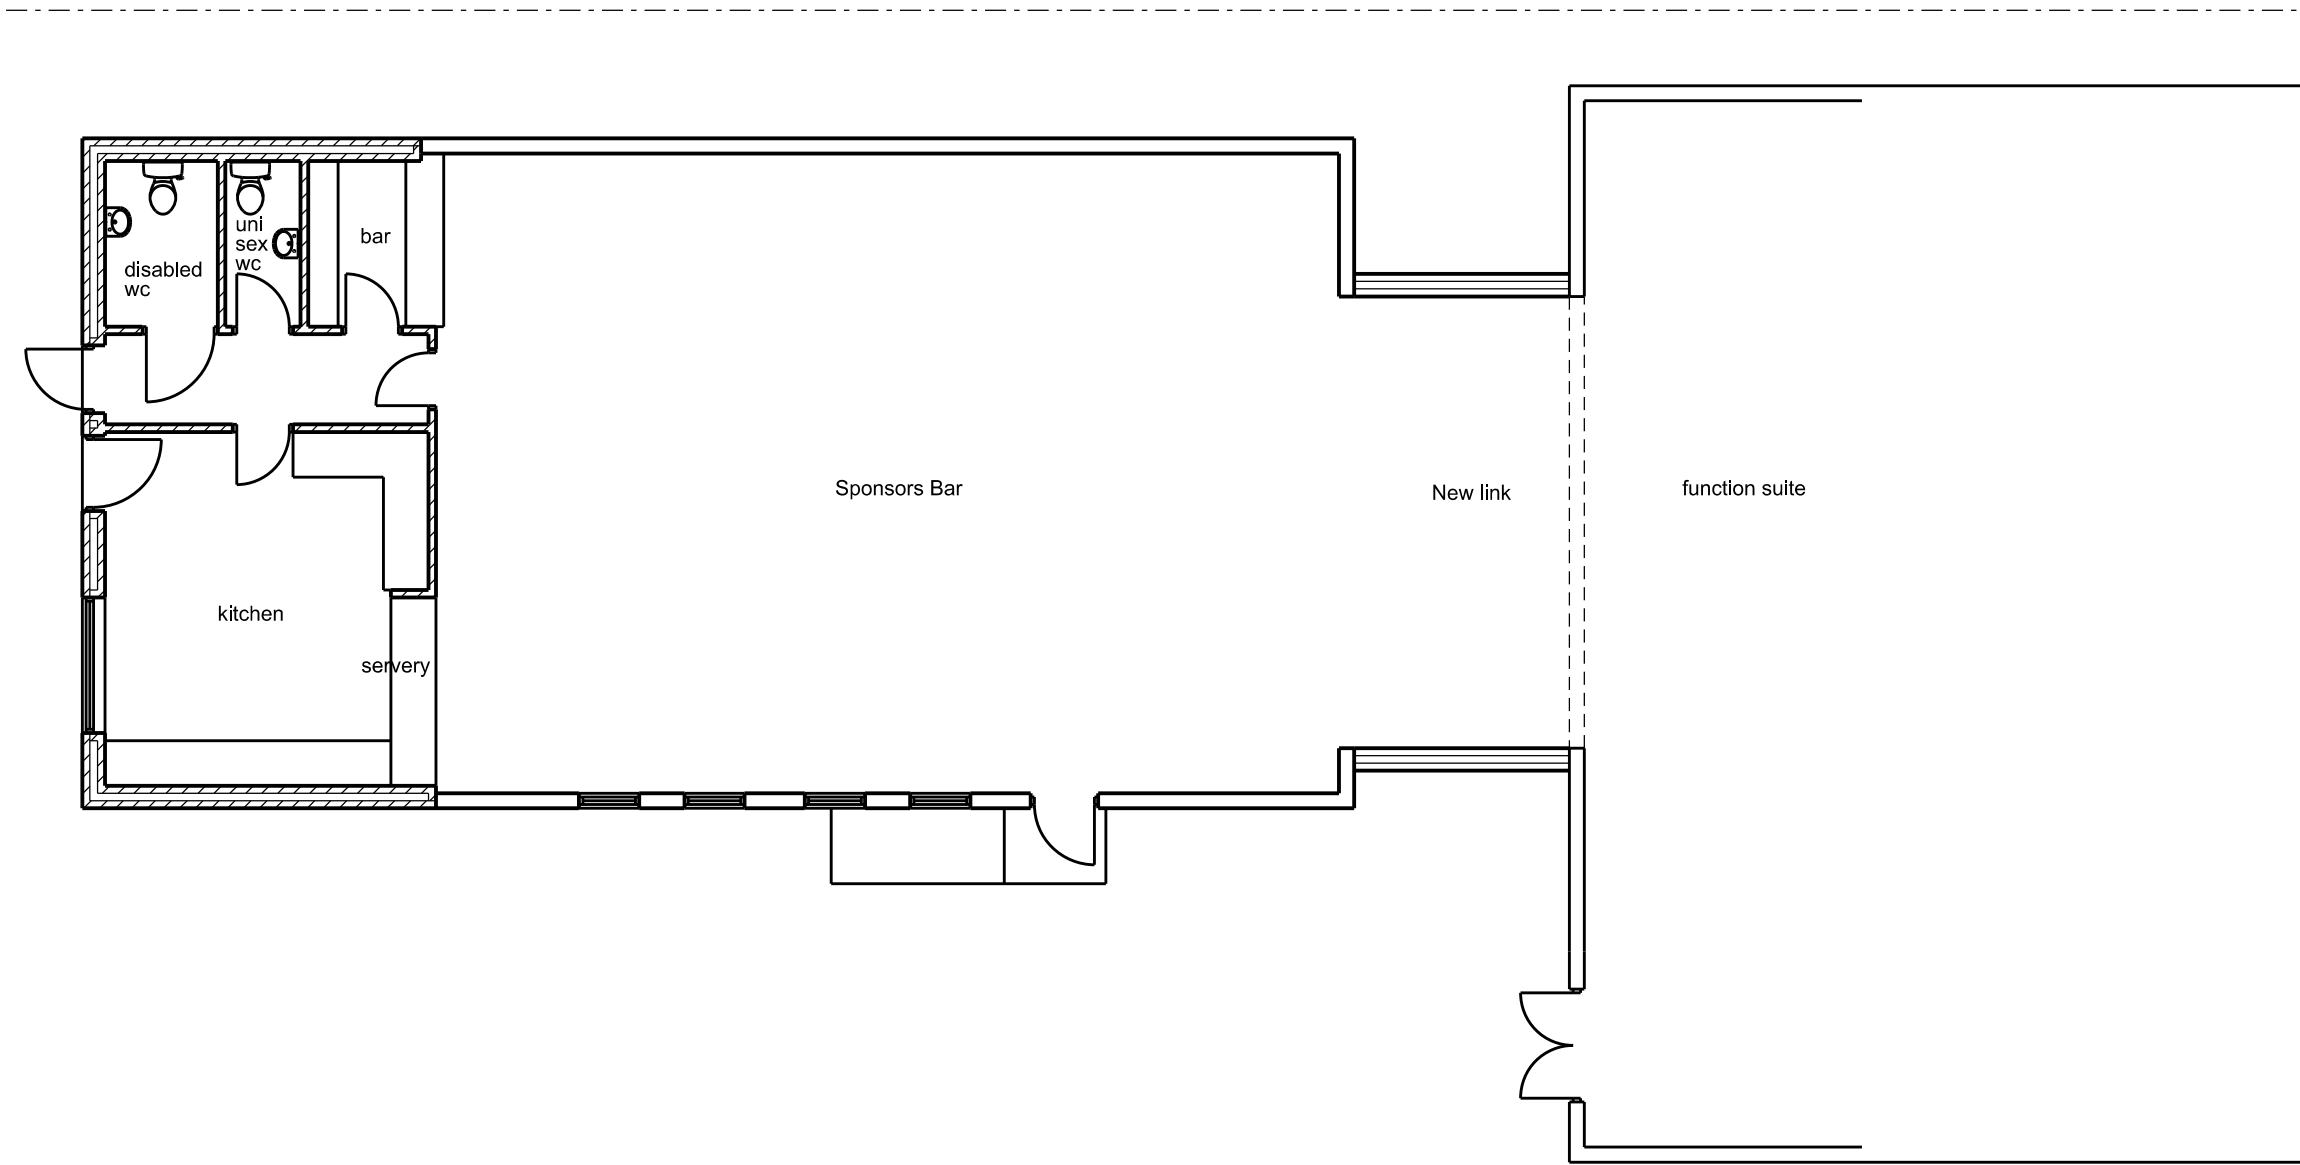 uni
sex
wc
bar
disabled
wc
Sponsors Bar
New link
function suite
kitchen
servery